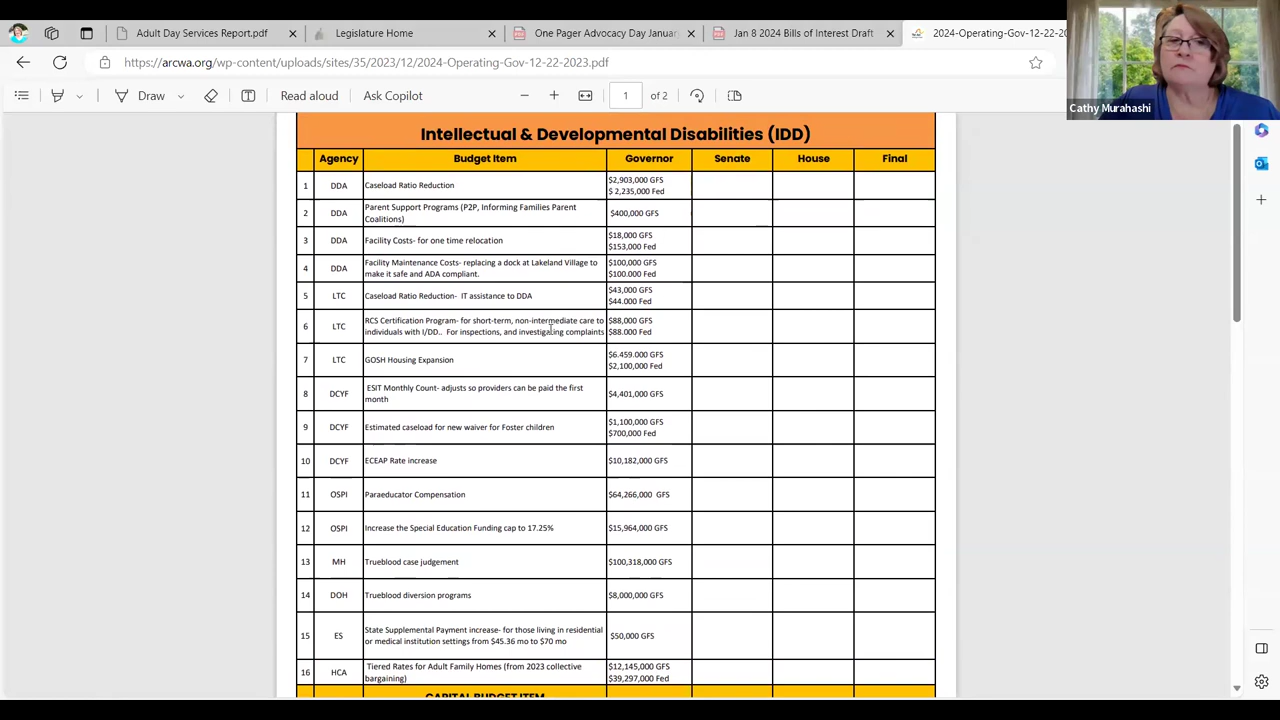 Adult Day Services Report.pdf
Legislature Home
One Pager Advocacy Day Januar
Jan 8 2024 Bills of Interest Draft
2024-Operating-Gov-12-22-20
https://arcwa.org/wp-content/uploads/sites/35/2023/12/2024-Operating-Gov-12-22-2023.pdf
Draw
Read aloud
Ask Copilot
1 of 2
Cathy Murahashi
Intellectual & Developmental Disabilities (IDD)
Agency Budget Item Governor Senate House Final
1 DDA Caseload Ratio Reduction $2,903,000 GFS
$ 2,235,000 Fed
2 DDA Parent Support Programs (P2P, Informing Families Parent
Coalitions) $400,000 GFS
3 DDA Facility Costs- for one time relocation $18,000 GFS
$153,000 Fed
4 DDA Facility Maintenance Costs- replacing a dock at Lakeland Village to $100,000 GFS
make it safe and ADA compliant. $100.000 Fed
5 LTC Caseload Ratio Reduction- IT assistance to DDA $43,000 GFS
$44.000 Fed
6 LTC RCS Certification Program- for short-term, non-intermediate care to $88,000 GFS
individuals with I/DD.. For inspections, and investigating complaints $88.000 Fed
7 LTC GOSH Housing Expansion $6.459.000 GFS
$2,100,000 Fed
8 DCYF ESIT Monthly Count- adjusts so providers can be paid the first
month $4,401,000 GFS
9 DCYF Estimated caseload for new waiver for Foster children $1,100,000 GFS
$700,000 Fed
10 DCYF ECEAP Rate increase $10,182,000 GFS
11 OSPI Paraeducator Compensation $64,266,000 GFS
12 OSPI Increase the Special Education Funding cap to 17.25% $15,964,000 GFS
13 MH Trueblood case judgement $100,318,000 GFS
14 DOH Trueblood diversion programs $8,000,000 GFS
15 ES State Supplemental Payment increase- for those living in residential
or medical institution settings from $45.36 mo to $70 mo $50,000 GFS
16 HCA Tiered Rates for Adult Family Homes (from 2023 collective $12,145,000 GFS
bargaining) $39,297,000 Fed
CAPITAL BUDGET ITEM